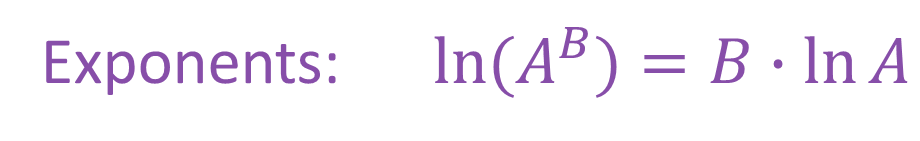 Exponents: ln(A^B) = B · ln A